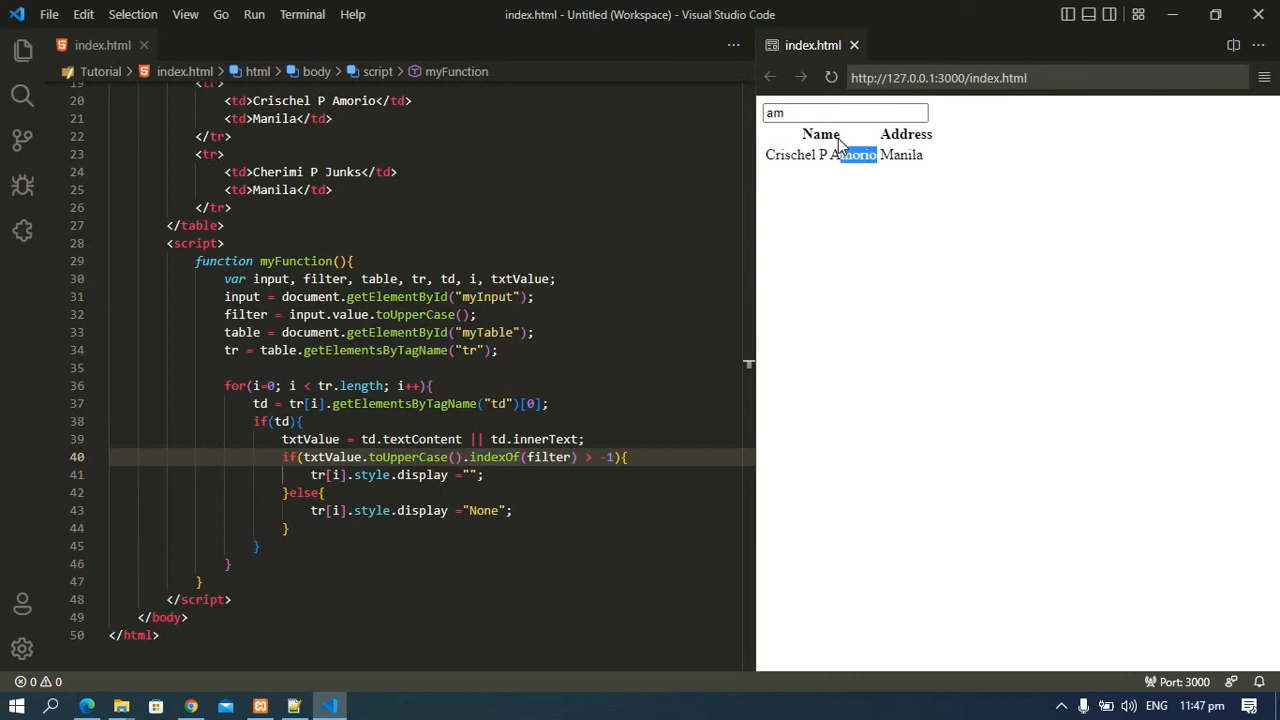 File Edit Selection View Go Run Terminal Help
index.html - Untitled (Workspace) - Visual Studio Code
index.html
Tutorial > index.html > html > body > script > myFunction
19 <tr>
20 <td>Crischel P Amorio</td>
21 <td>Manila</td>
22 </tr>
23 <tr>
24 <td>Cherimi P Junks</td>
25 <td>Manila</td>
26 </tr>
27 </table>
28 <script>
29 function myFunction(){
30 var input, filter, table, tr, td, i, txtValue;
31 input = document.getElementById("myInput");
32 filter = input.value.toUpperCase();
33 table = document.getElementById("myTable");
34 tr = table.getElementsByTagName("tr");
35
36 for(i=0; i < tr.length; i++){
37 td = tr[i].getElementsByTagName("td")[0];
38 if(td){
39 txtValue = td.textContent || td.innerText;
40 if(txtValue.toUpperCase().indexOf(filter) > -1){
41 tr[i].style.display ="";
42 }else{
43 tr[i].style.display ="None";
44 }
45 }
46 }
47 }
48 </script>
49 </body>
50 </html>
index.html
http://127.0.0.1:3000/index.html
am
Name Address
Crischel P Amorio Manila
0 0
Port: 3000
ENG 11:47 pm